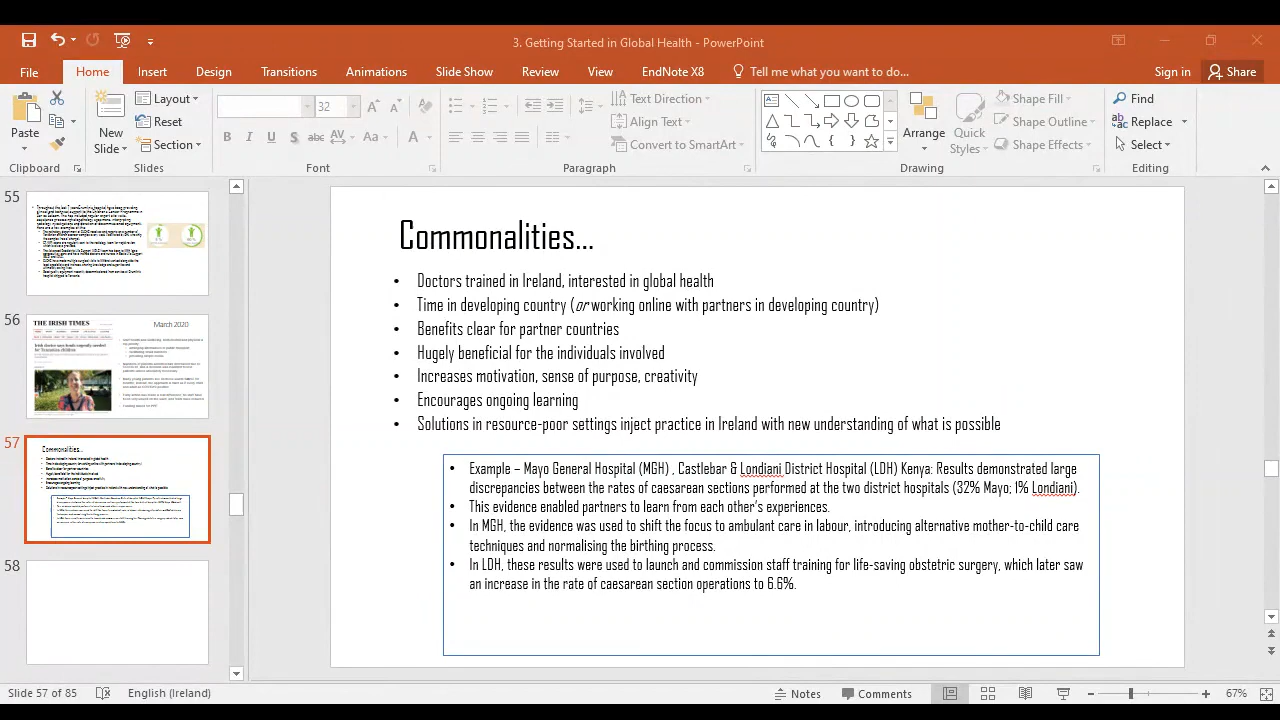 3. Getting Started in Global Health - PowerPoint
File Home Insert Design Transitions Animations Slide Show Review View EndNote X8 Tell me what you want to do... Sign in Share
Paste
Clipboard
New Slide
Layout
Reset
Section
Slides
32
B I U S abc AV Aa A
Font
Text Direction
Align Text
Convert to SmartArt
Paragraph
Arrange
Quick Styles
Shape Fill
Shape Outline
Shape Effects
Drawing
Find
Replace
Select
Editing
55
56
THE IRISH TIMES
March 2020
57
Commonalities...
58
Commonalities...
• Doctors trained in Ireland, interested in global health
• Time in developing country (or working online with partners in developing country)
• Benefits clear for partner countries
• Hugely beneficial for the individuals involved
• Increases motivation, sense of purpose, creativity
• Encourages ongoing learning
• Solutions in resource-poor settings inject practice in Ireland with new understanding of what is possible
• Example – Mayo General Hospital (MGH) , Castlebar & Londiani District Hospital (LDH) Kenya: Results demonstrated large
discrepancies between the rates of caesarean sections performed in the two district hospitals (32% Mayo; 1% Londiani).
• This evidence enabled partners to learn from each other's experiences.
• In MGH, the evidence was used to shift the focus to ambulant care in labour, introducing alternative mother-to-child care
techniques and normalising the birthing process.
• In LDH, these results were used to launch and commission staff training for life-saving obstetric surgery, which later saw
an increase in the rate of caesarean section operations to 6.6%.
Slide 57 of 85 English (Ireland) Notes Comments 67%